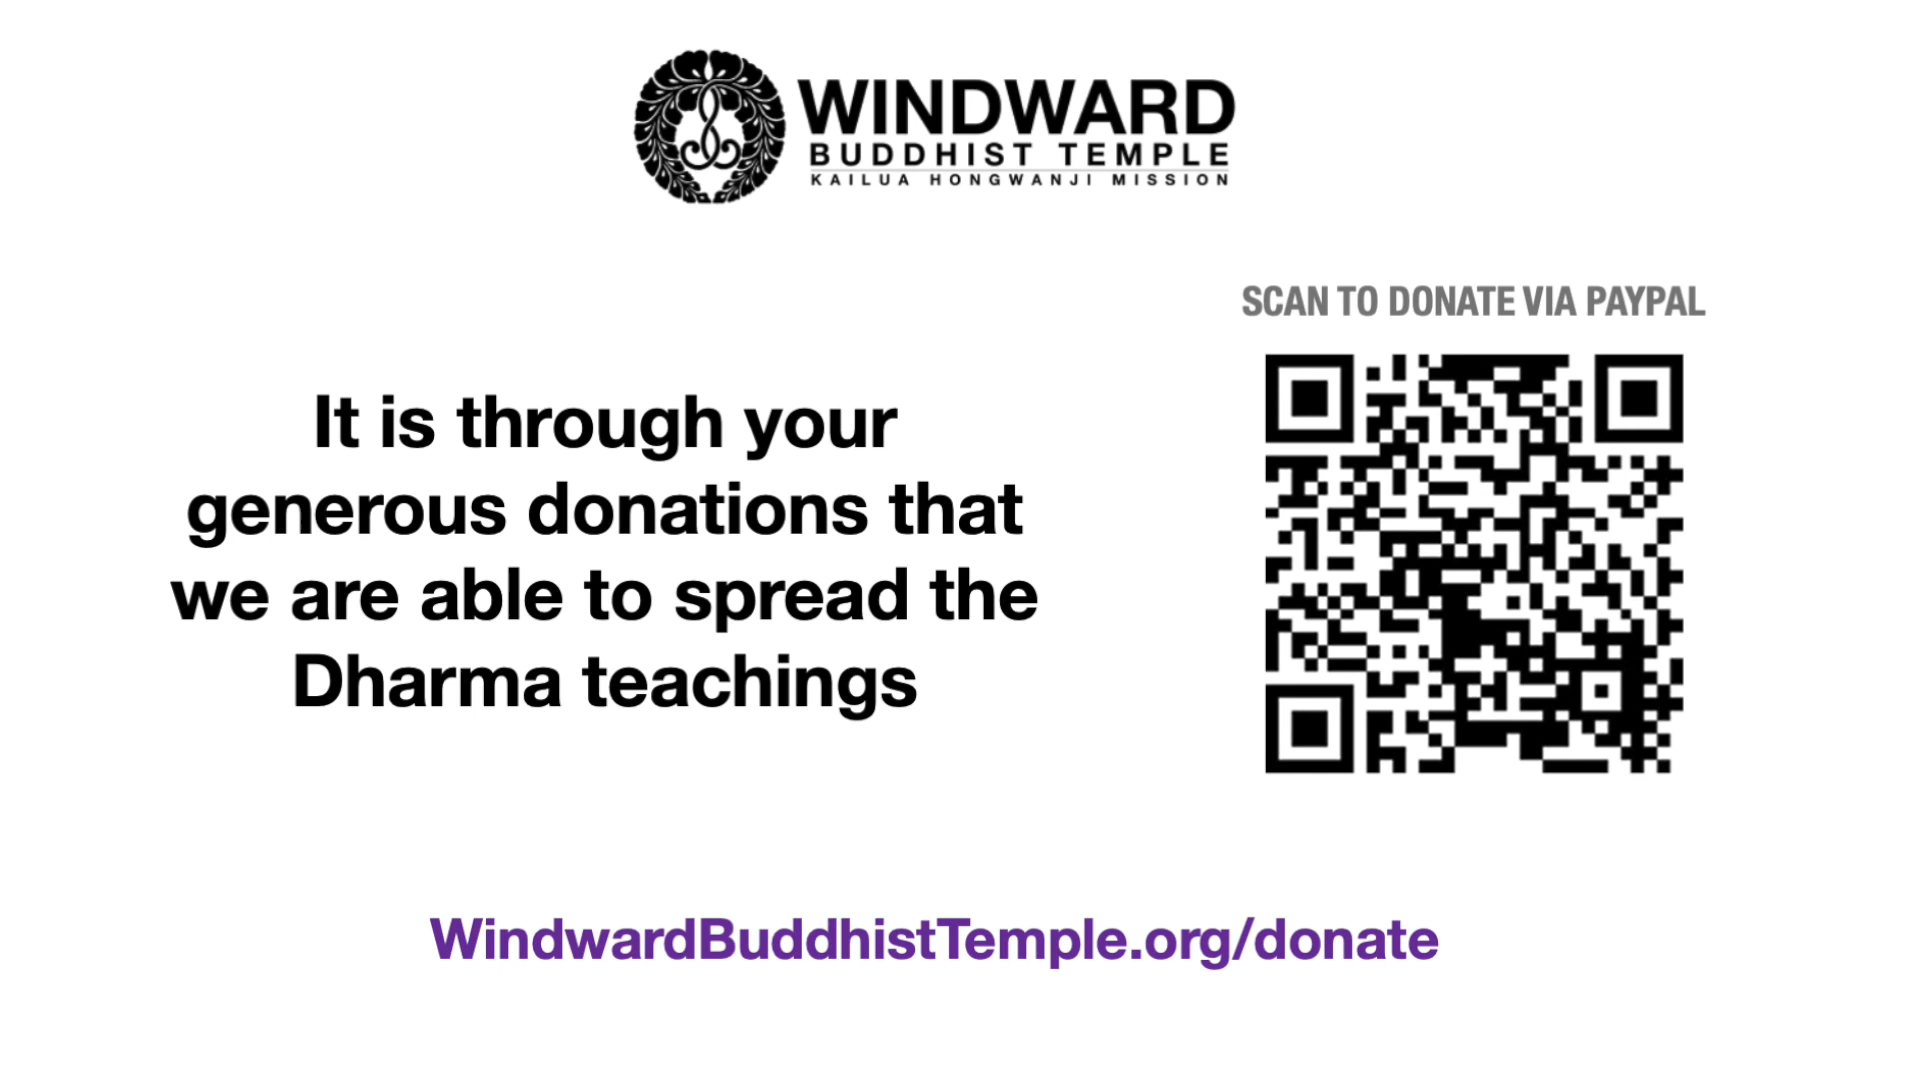 WINDWARD
BUDDHIST TEMPLE
KAILUA HONGWANJI MISSION
SCAN TO DONATE VIA PAYPAL
It is through your
generous donations that
we are able to spread the
Dharma teachings
WindwardBuddhistTemple.org/donate